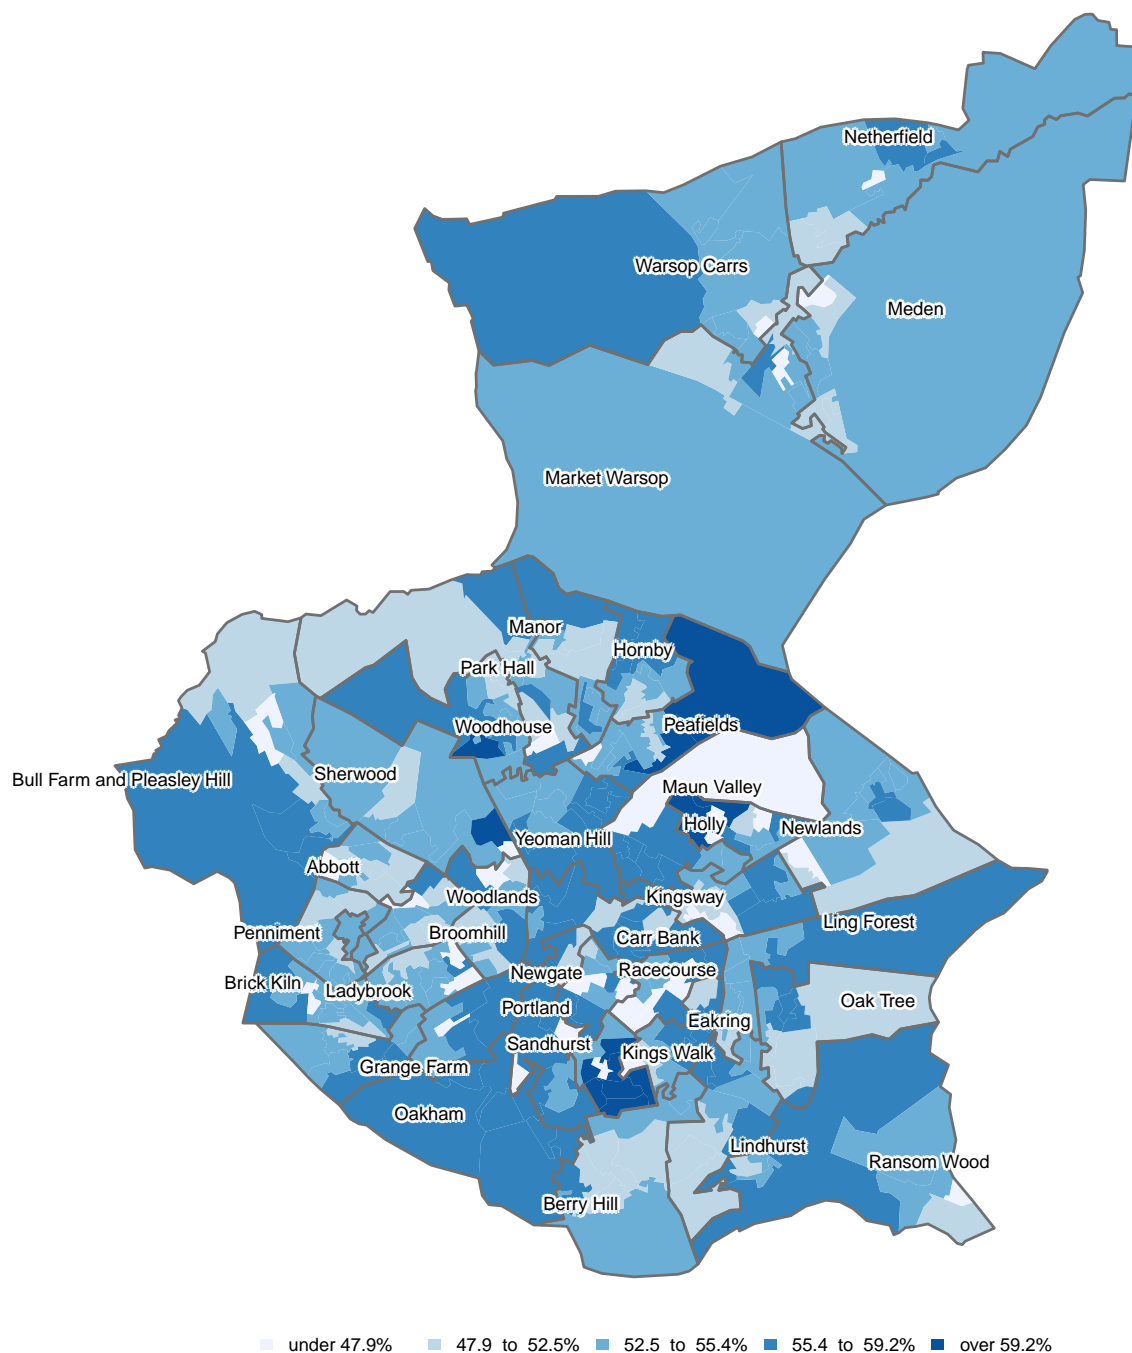 Netherfield
Warsop Carrs
Meden
Market Warsop
Manor
Hornby
Park Hall
Woodhouse
Peafields
Sherwood
Bull Farm and Pleasley Hill
Maun Valley
Holly
Newlands
Yeoman Hill
Abbott
Woodlands
Kingsway
Ling Forest
Penniment
Broomhill
Carr Bank
Newgate
Racecourse
Brick Kiln
Ladybrook
Oak Tree
Portland
Eakring
Sandhurst
Kings Walk
Grange Farm
Oakham
Lindhurst
Ransom Wood
Berry Hill
under 47.9% 47.9 to 52.5% 52.5 to 55.4% 55.4 to 59.2% over 59.2%